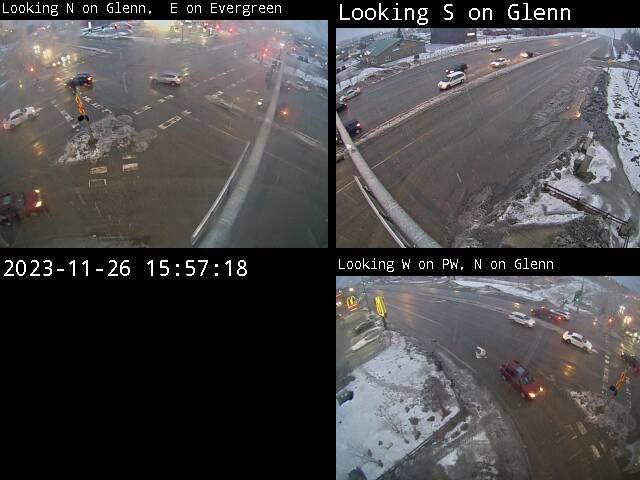 Looking N on Glenn,  E on Evergreen
Looking S on Glenn
2023-11-26 15:57:18
Looking W on PW, N on Glenn